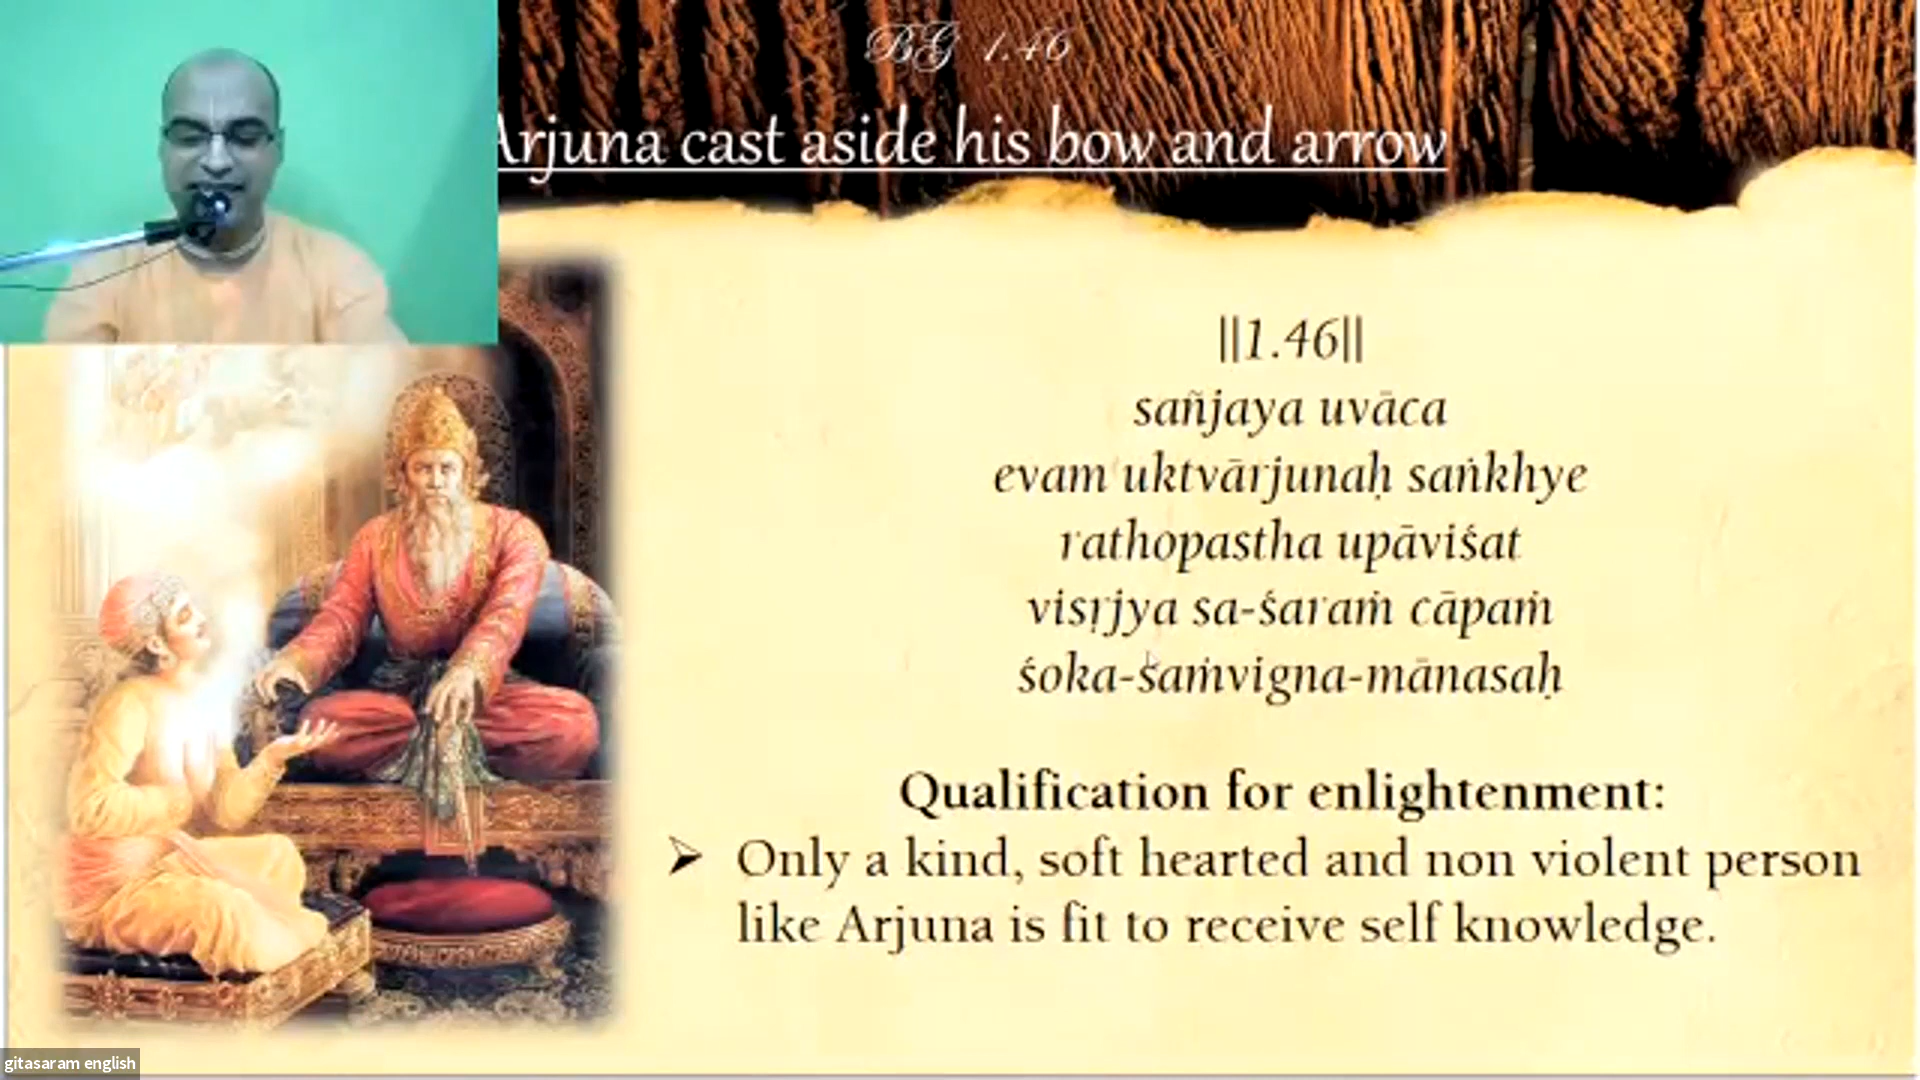 BG 1.46
Arjuna cast aside his bow and arrow
||1.46||
sañjaya uvāca
evam uktvārjunaḥ saṅkhye
rathopastha upāviśat
visṛjya sa-śaraṁ cāpaṁ
śoka-saṁvigna-mānasaḥ
Qualification for enlightenment:
➢ Only a kind, soft hearted and non violent person
like Arjuna is fit to receive self knowledge.
gitasaram english